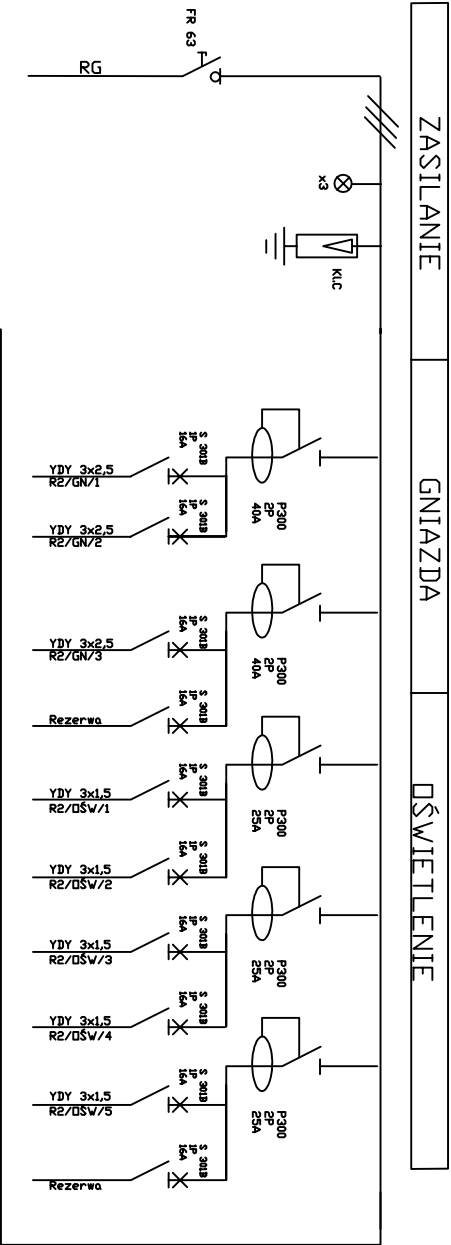 ZASILANIE
GNIAZDA
OŚWIETLENIE
FR 63
RG
x3
KLC
P300
2P
40A
S 301B
1P
16A
YDY 3x2,5
R2/GN/1
S 301B
1P
16A
YDY 3x2,5
R2/GN/2
P300
2P
40A
S 301B
1P
16A
YDY 3x2,5
R2/GN/3
S 301B
1P
16A
Rezerwa
P300
2P
25A
S 301B
1P
16A
YDY 3x1,5
R2/OŚW/1
S 301B
1P
16A
YDY 3x1,5
R2/OŚW/2
P300
2P
25A
S 301B
1P
16A
YDY 3x1,5
R2/OŚW/3
S 301B
1P
16A
YDY 3x1,5
R2/OŚW/4
P300
2P
25A
S 301B
1P
16A
YDY 3x1,5
R2/OŚW/5
S 301B
1P
16A
Rezerwa